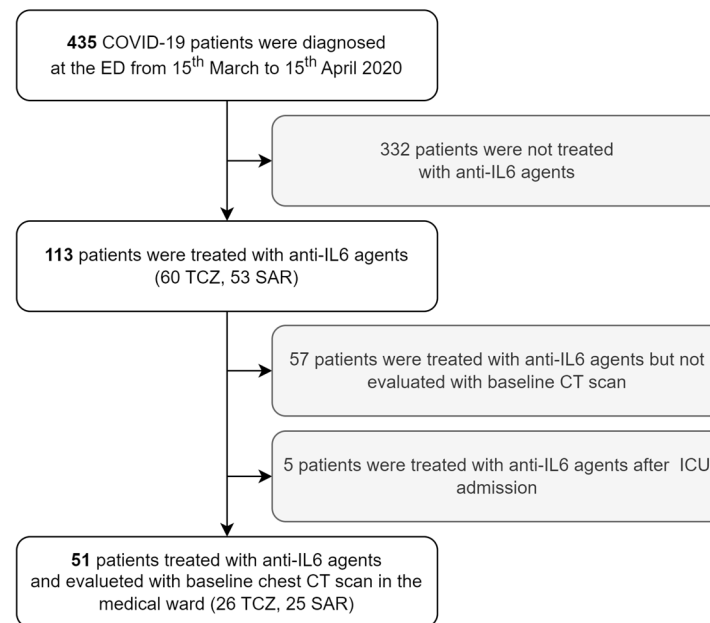 435 COVID-19 patients were diagnosed
at the ED from 15th March to 15th April 2020
332 patients were not treated
with anti-IL6 agents
113 patients were treated with anti-IL6 agents
(60 TCZ, 53 SAR)
57 patients were treated with anti-IL6 agents but not
evaluated with baseline CT scan
5 patients were treated with anti-IL6 agents after ICU
admission
51 patients treated with anti-IL6 agents
and evalueted with baseline chest CT scan in the
medical ward (26 TCZ, 25 SAR)